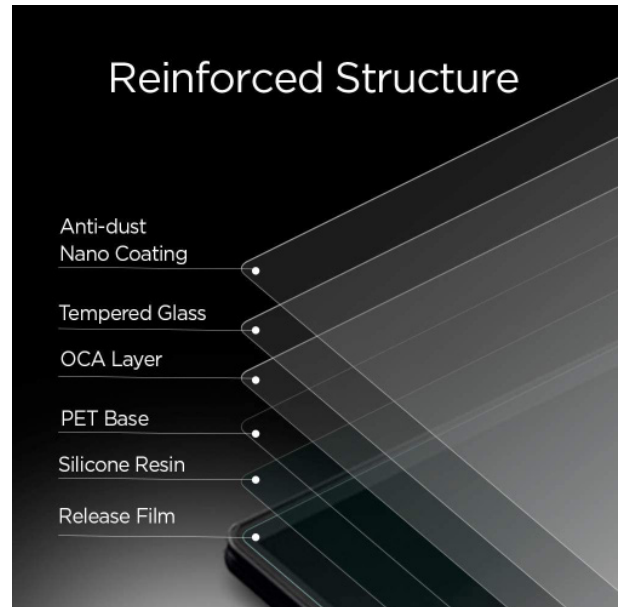 Reinforced Structure
Anti-dust
Nano Coating
Tempered Glass
OCA Layer
PET Base
Silicone Resin
Release Film